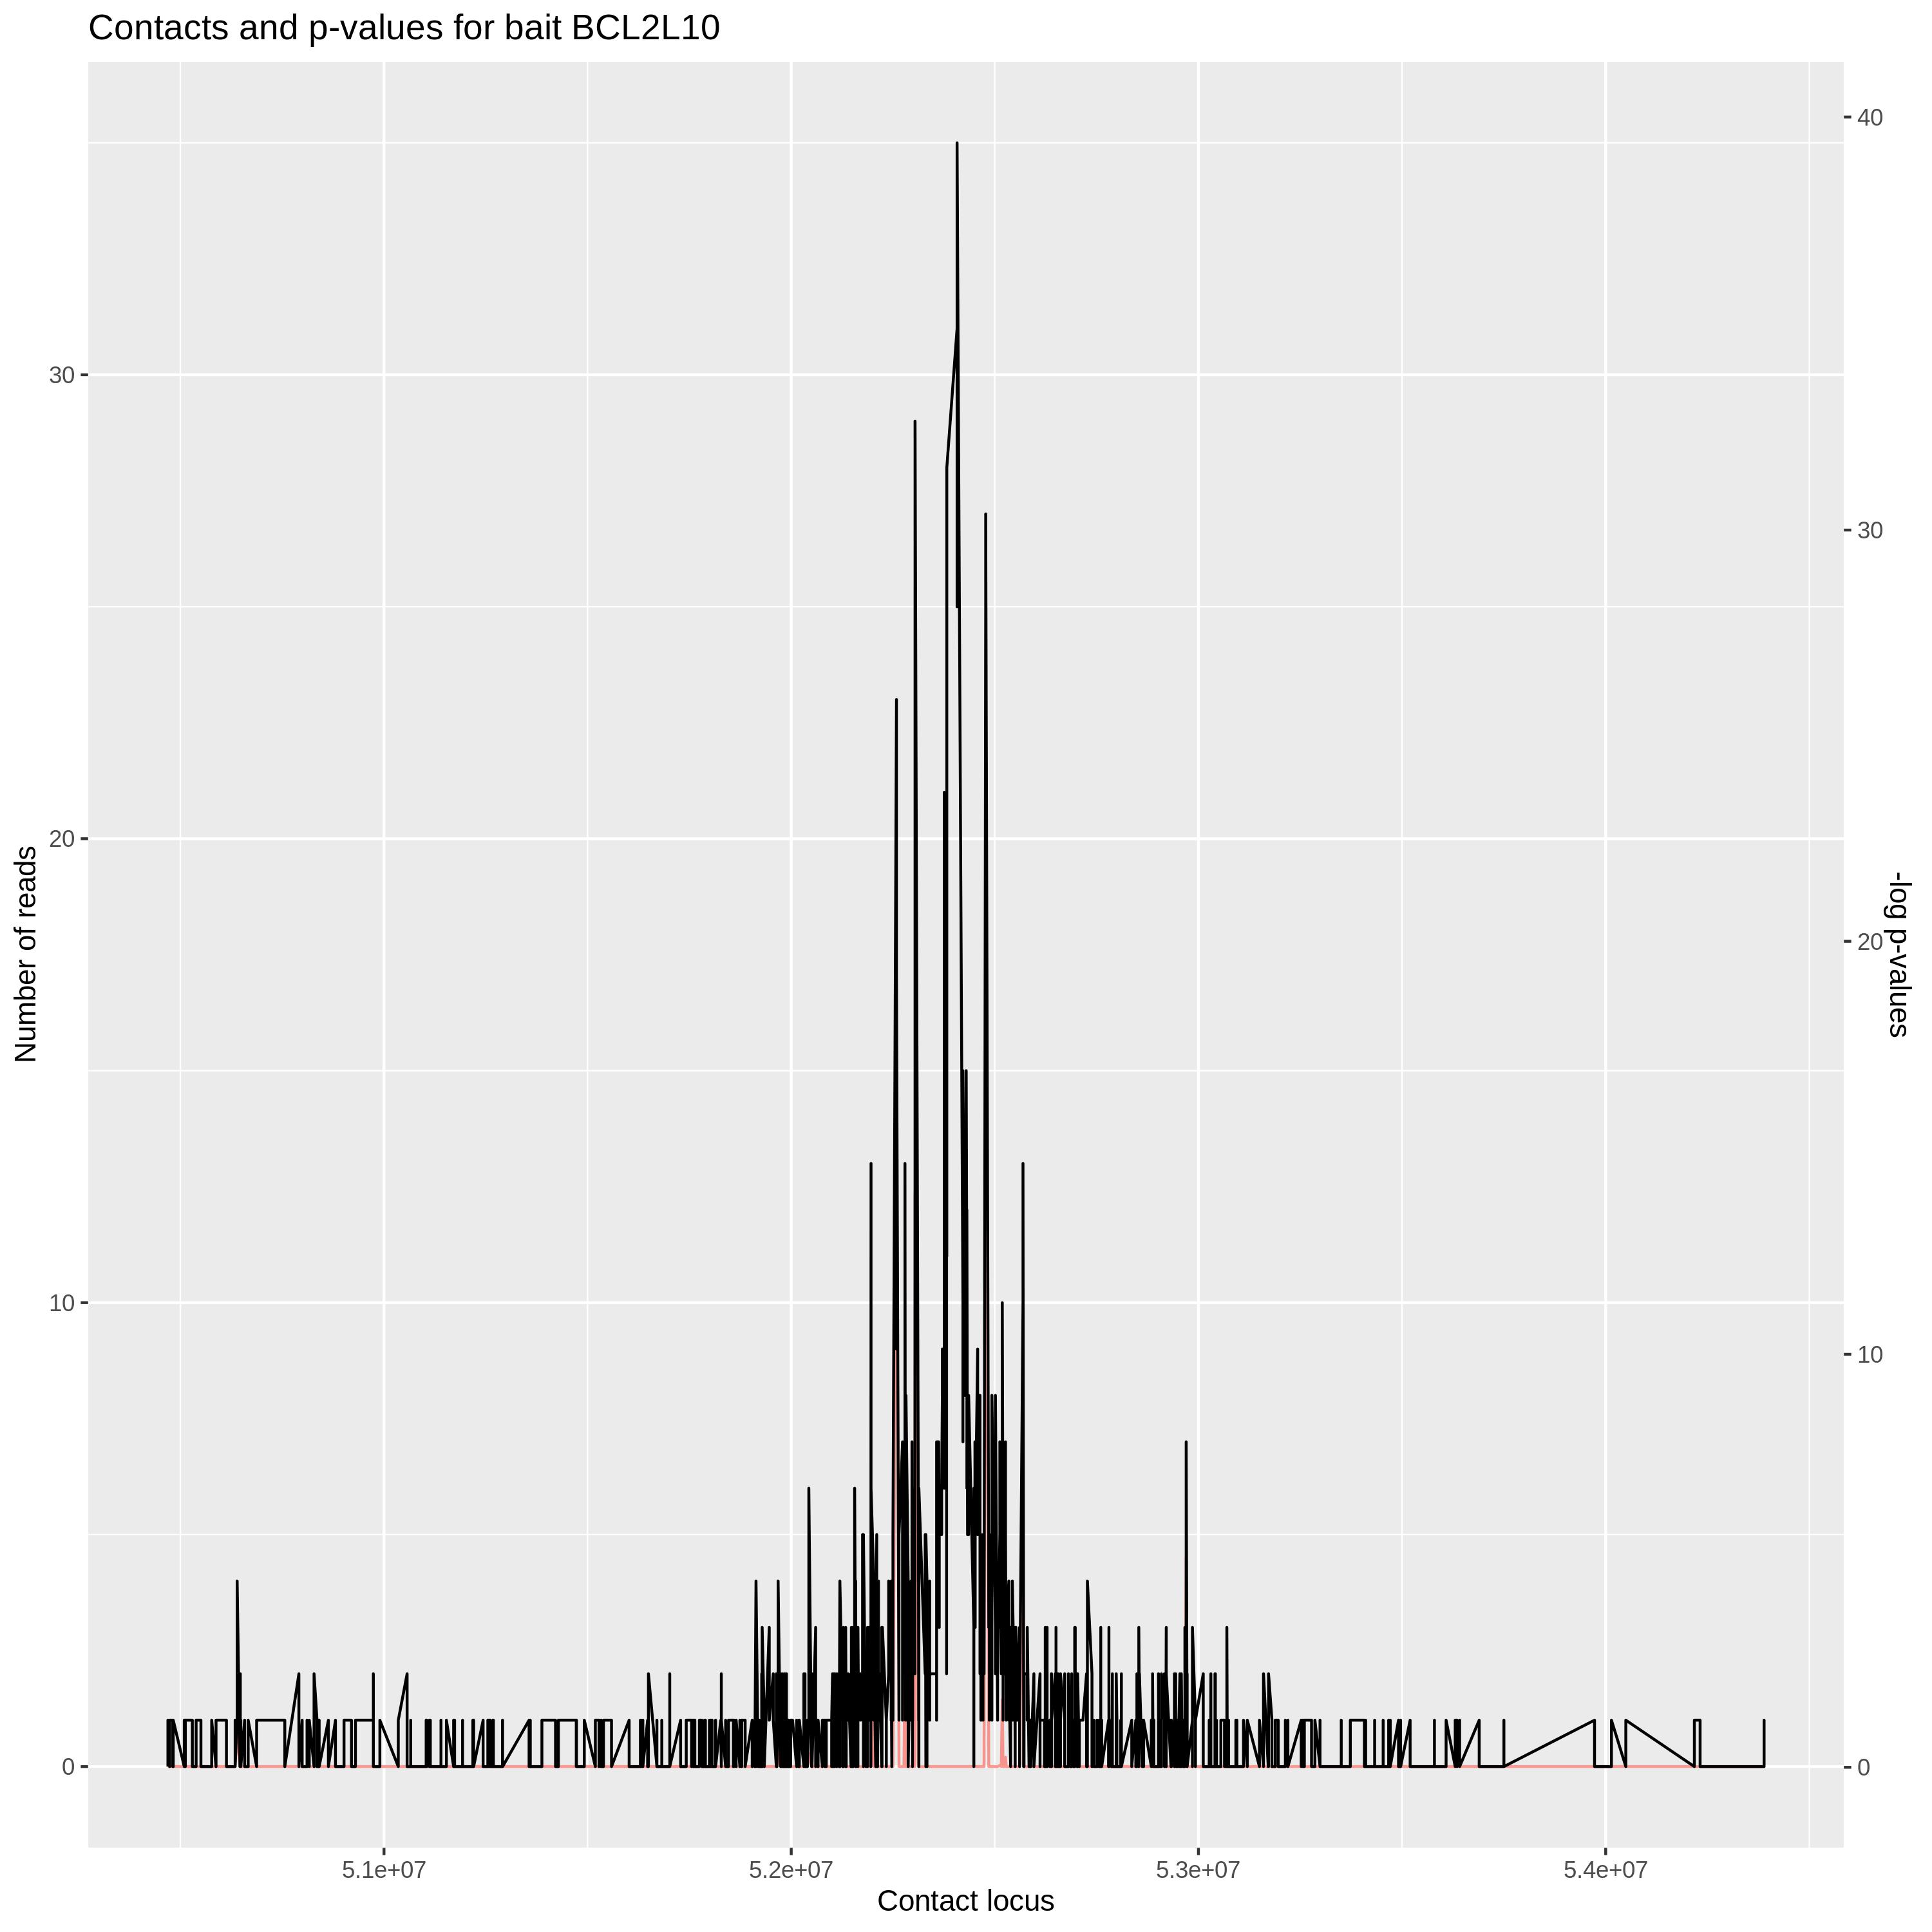 Contacts and p-values for bait BCL2L10
40
30
30
20
20
10
10
0
0
Number of reads
-log p-values
5.1e+07 5.2e+07 5.3e+07 5.4e+07
Contact locus